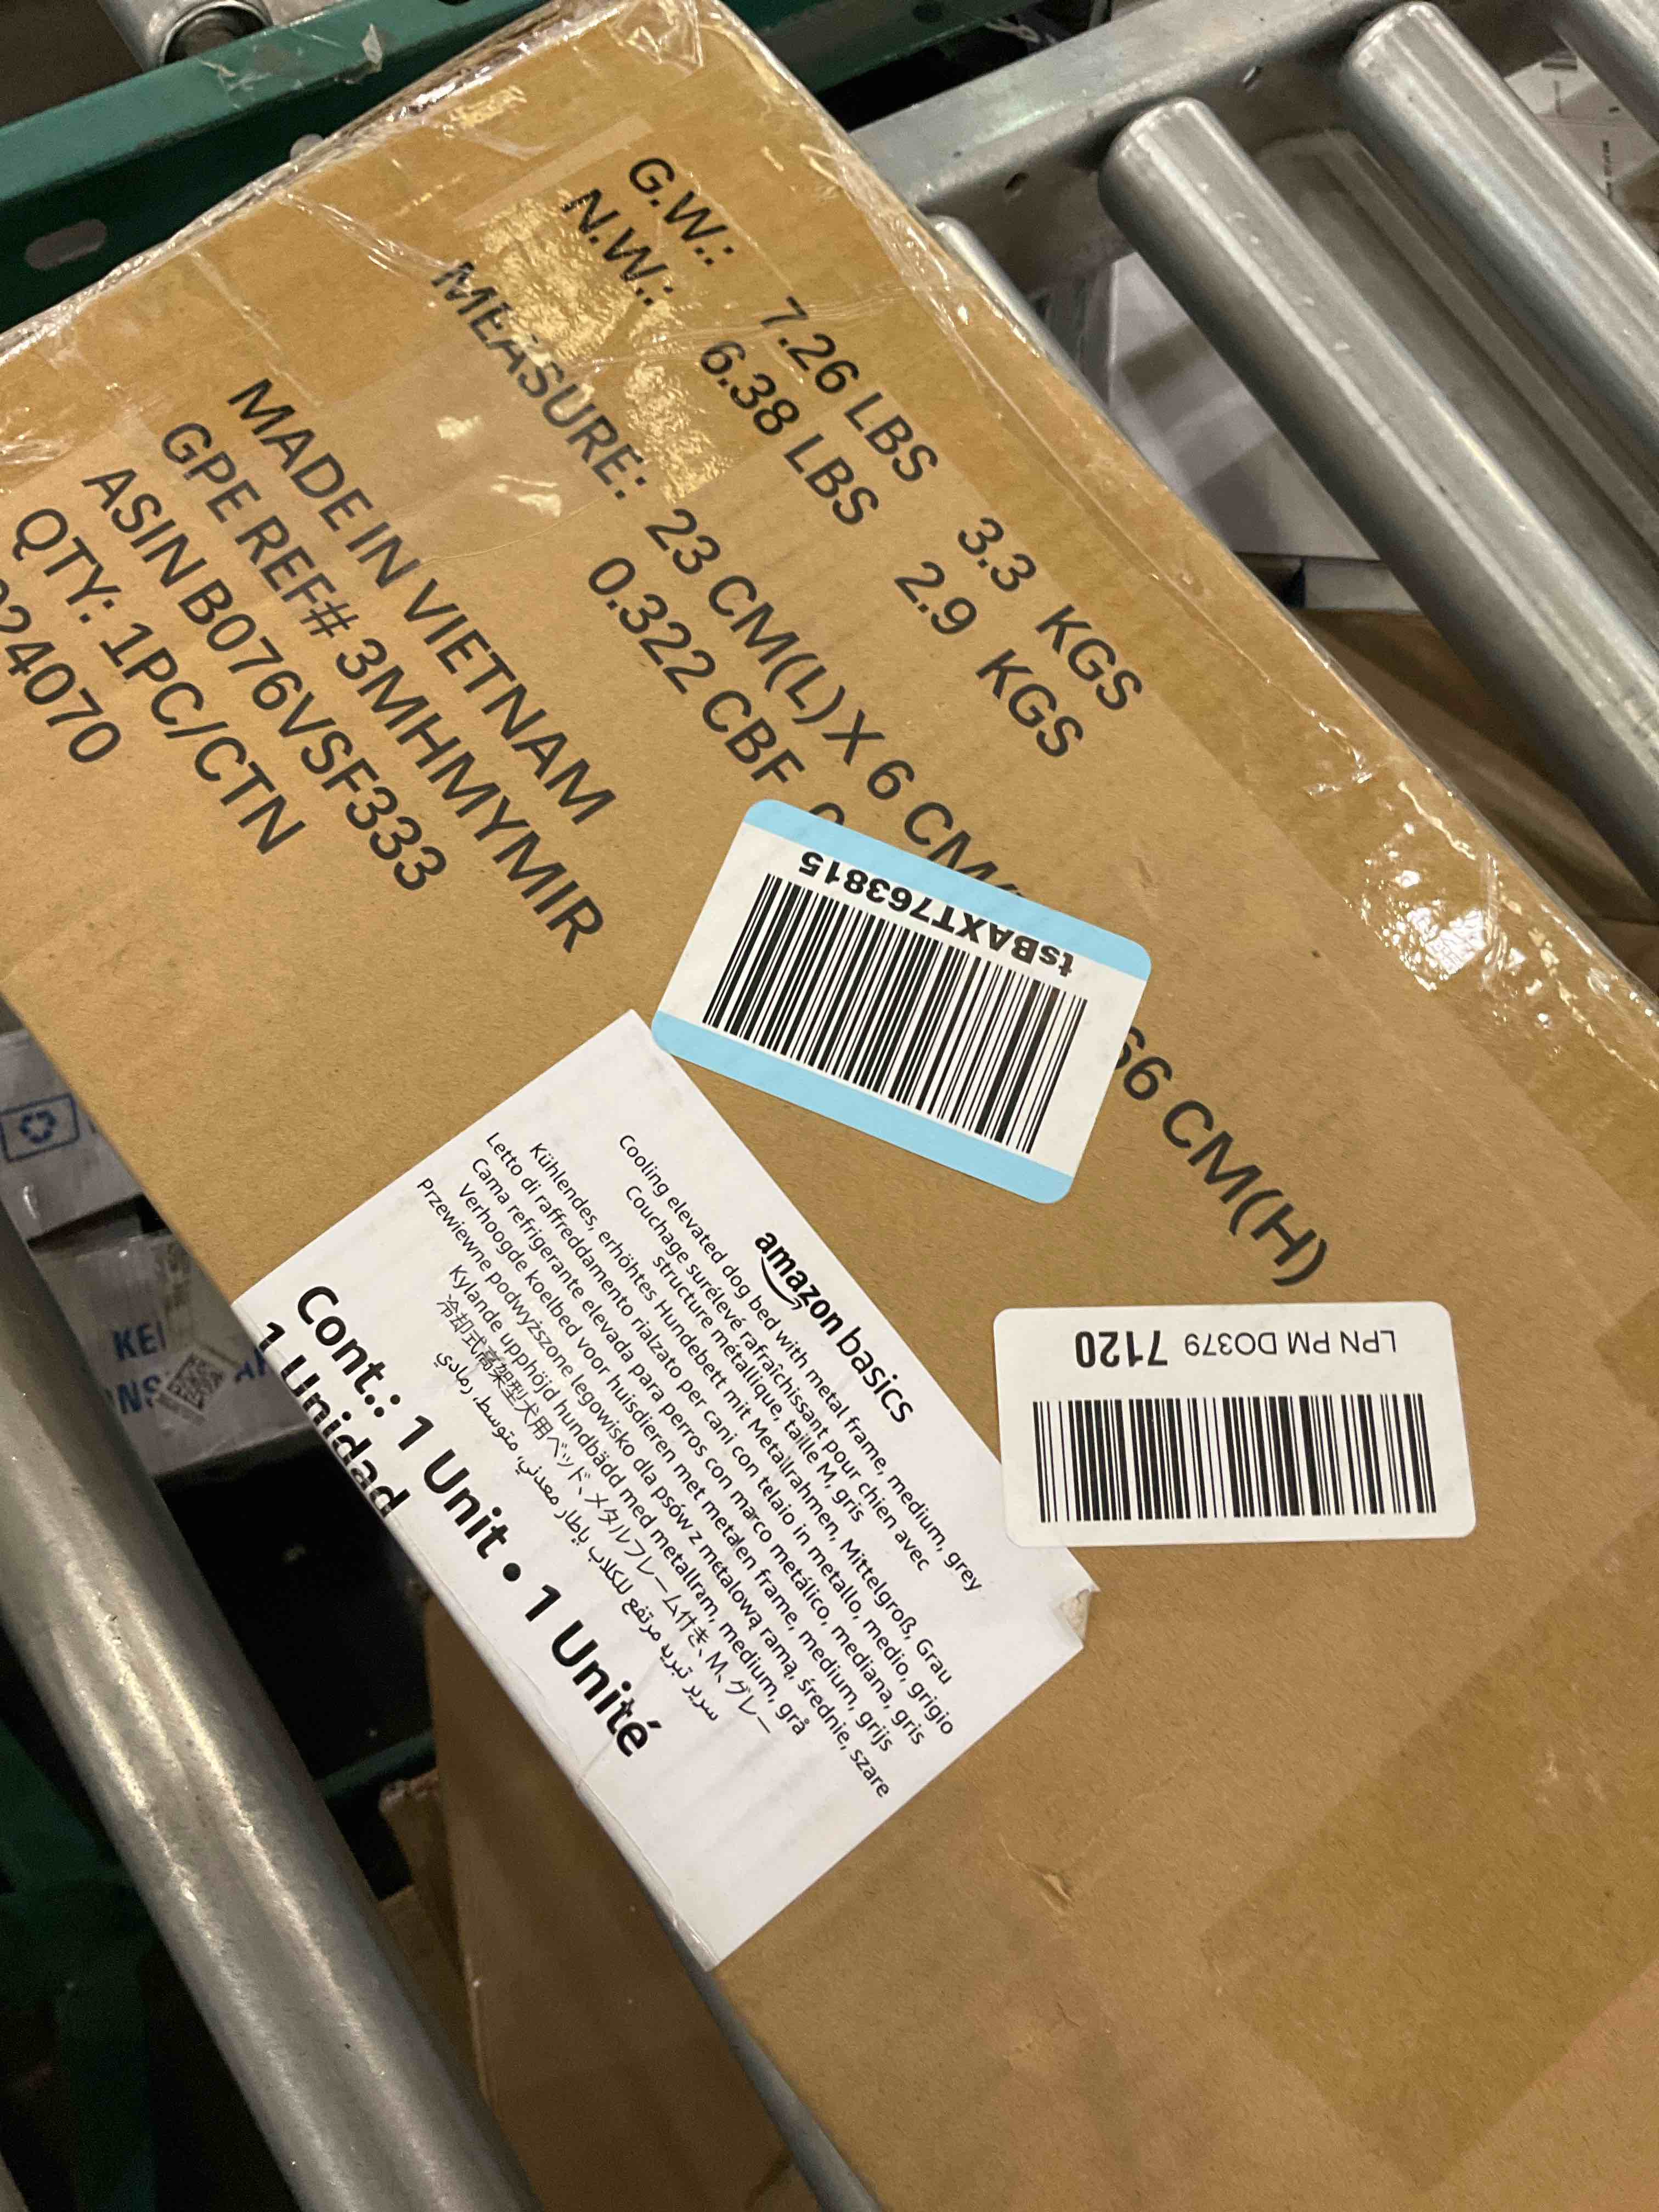 G.W.: 7.26 LBS 3.3 KGS
N.W.: 6.38 LBS 2.9 KGS
MEASURE: 23 CM(L) X 6 CM 66 CM(H)
0.322 CBF
MADE IN VIETNAM
GPE REF# 3MHMYMIR
ASIN B076VSF333
QTY: 1PC/CTN
24070
tsBAXT763815
LPN PM DO379 7120
amazon basics
Cooling elevated dog bed with metal frame, medium, grey
Couchage surélevé rafraîchissant pour chien avec
structure métallique, taille M, gris
Kühlendes, erhöhtes Hundebett mit Metallrahmen, Mittelgroß, Grau
Letto di raffreddamento rialzato per cani con telaio in metallo, medio, grigio
Cama refrigerante elevada para perros con marco metálico, mediana, gris
Verhoogde koelbed voor huisdieren met metalen frame, medium, grijs
Przewiewne podwyższone legowisko dla psów z metalową ramą, średnie, szare
Kylande upphöjd hundbädd med metallram, medium, grå
冷却式高架型犬用ベッド、メタルフレーム付き、M、グレー
سرير تبريد مرتفع للكلاب بإطار معدني، متوسط، رمادي
Cont.: 1 Unit • 1 Unité
1 Unidad